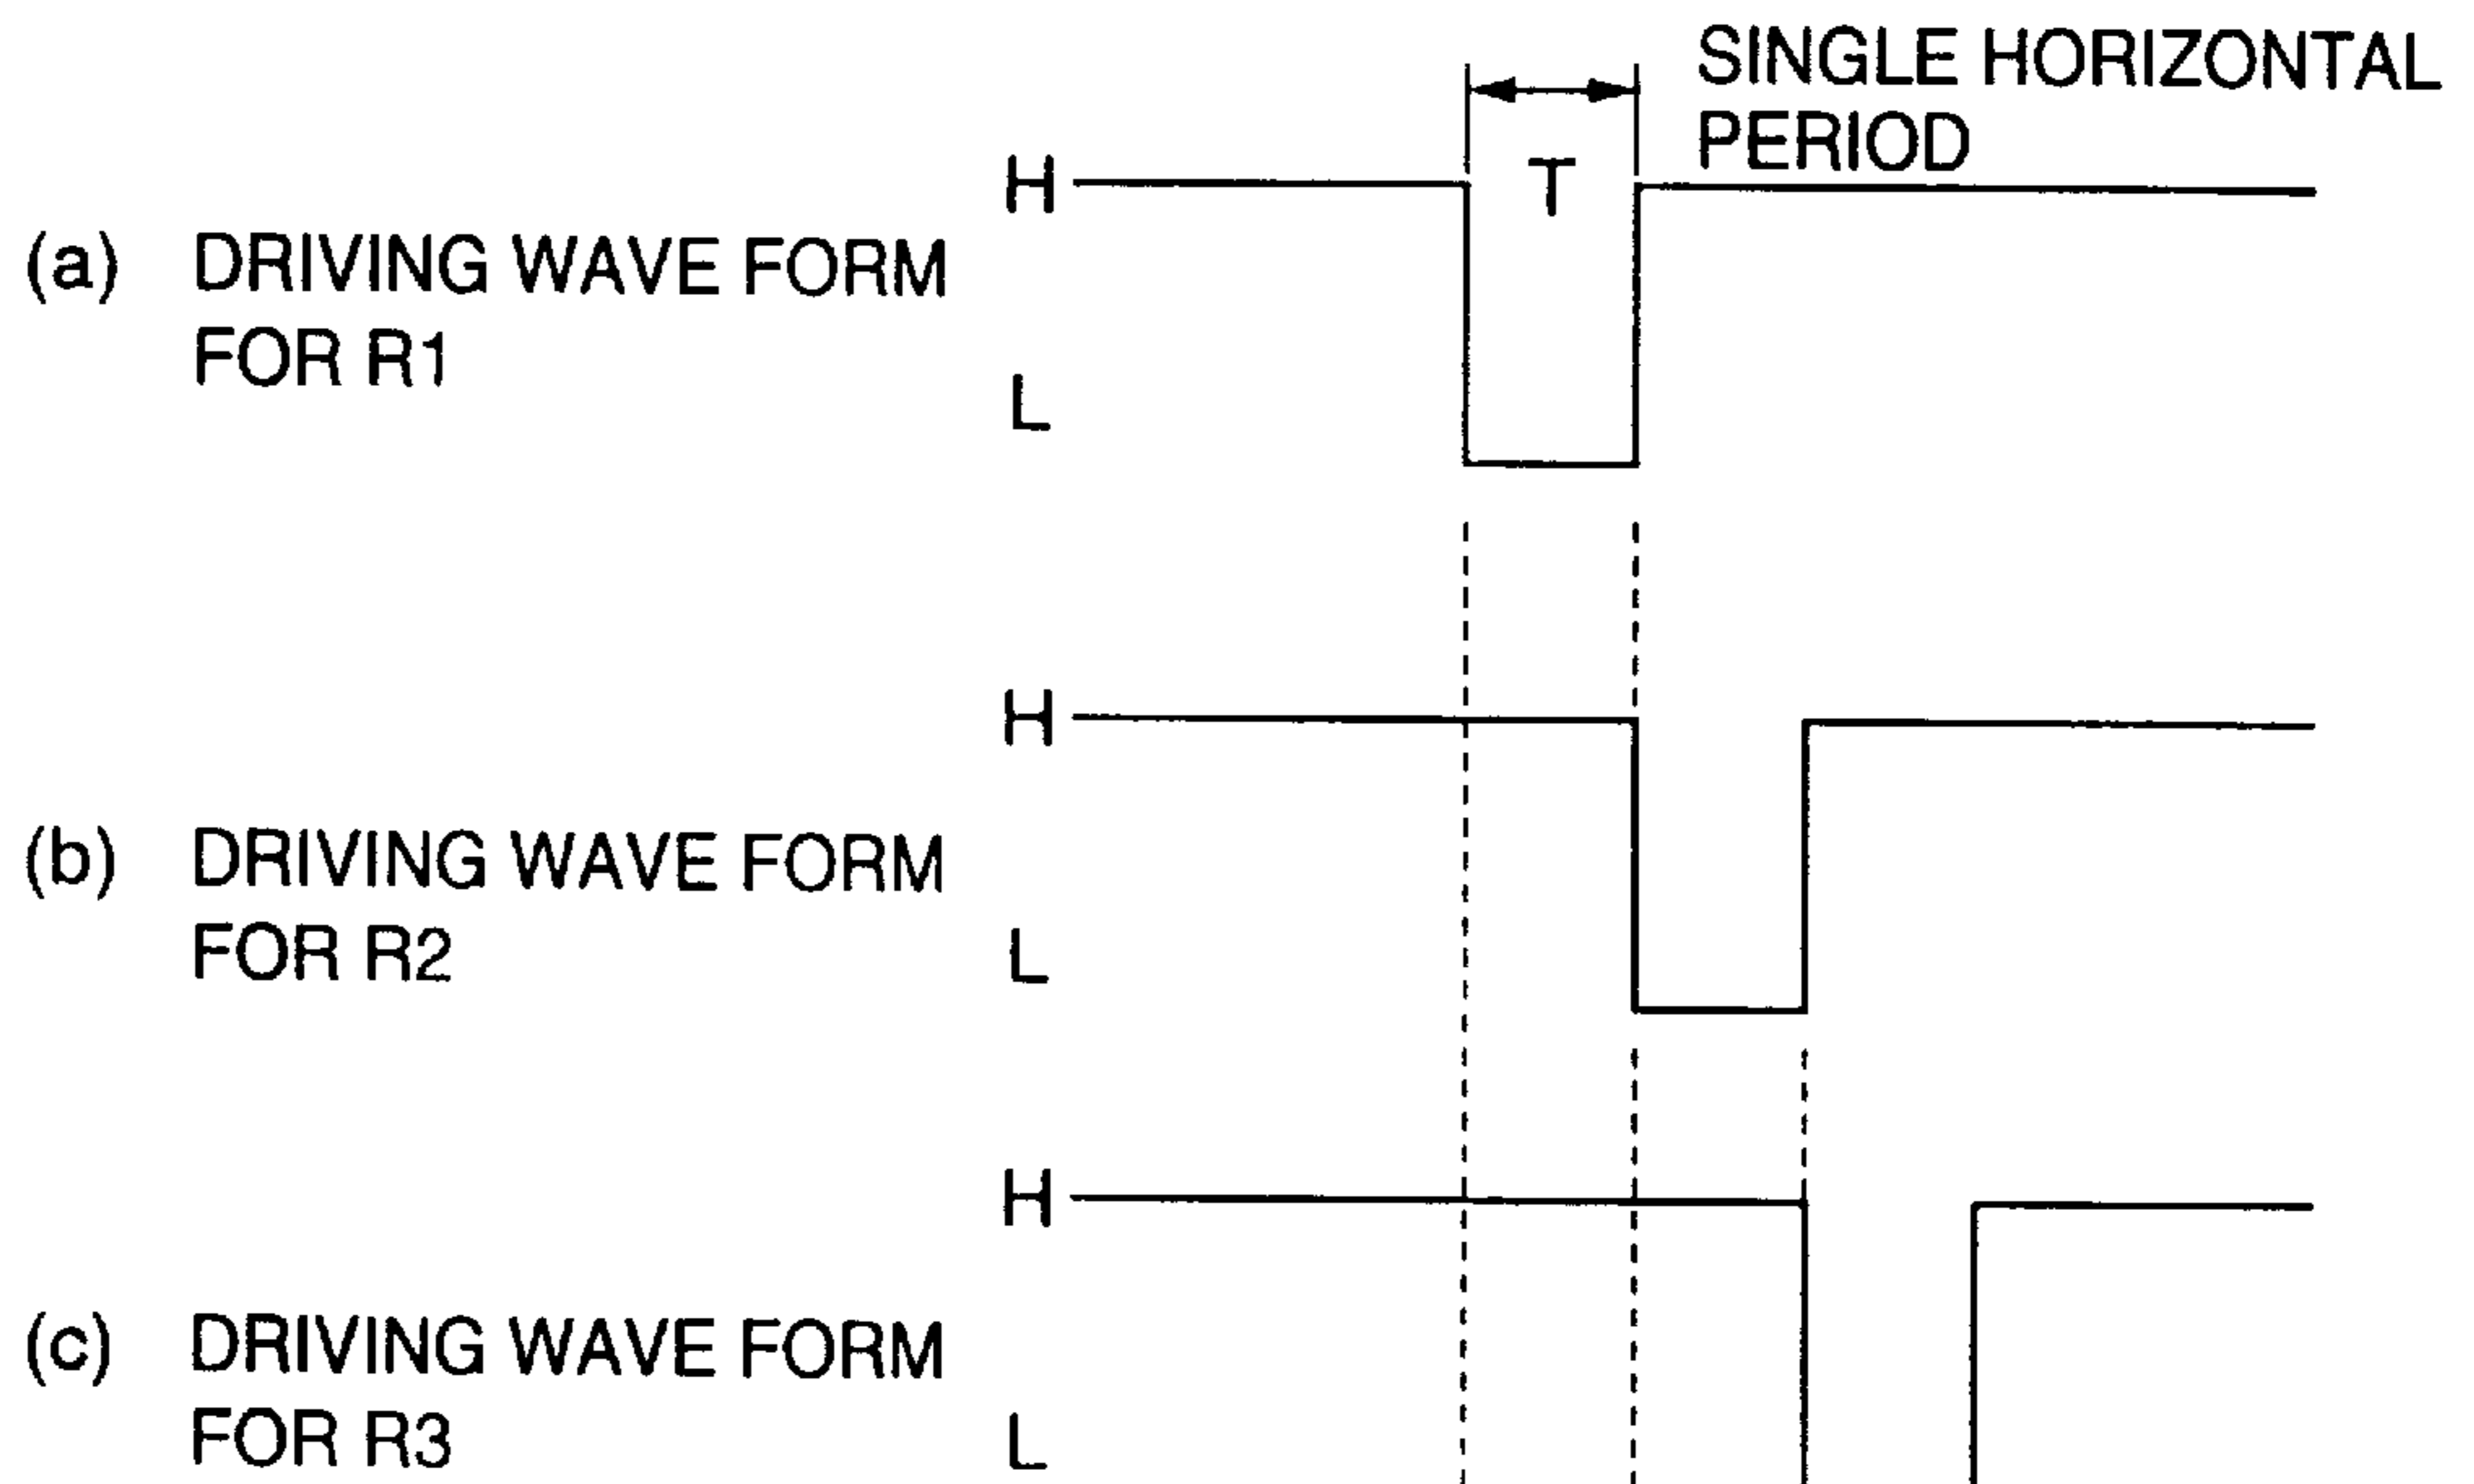 SINGLE HORIZONTAL
PERIOD
H
T
(a) DRIVING WAVE FORM
FOR R1
L
H
(b) DRIVING WAVE FORM
FOR R2
L
H
(c) DRIVING WAVE FORM
FOR R3
L